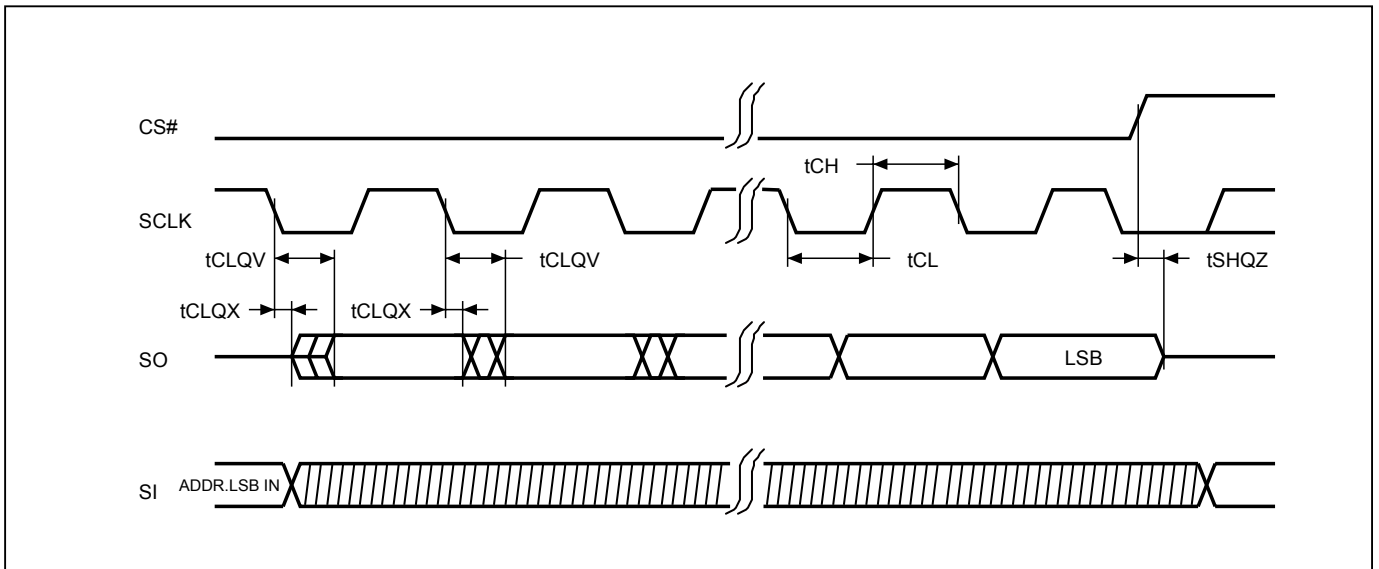 CS#
tCH
SCLK
tCLQV
tCLQV
tCL
tSHQZ
tCLQX
tCLQX
SO
LSB
SI
ADDR.LSB IN